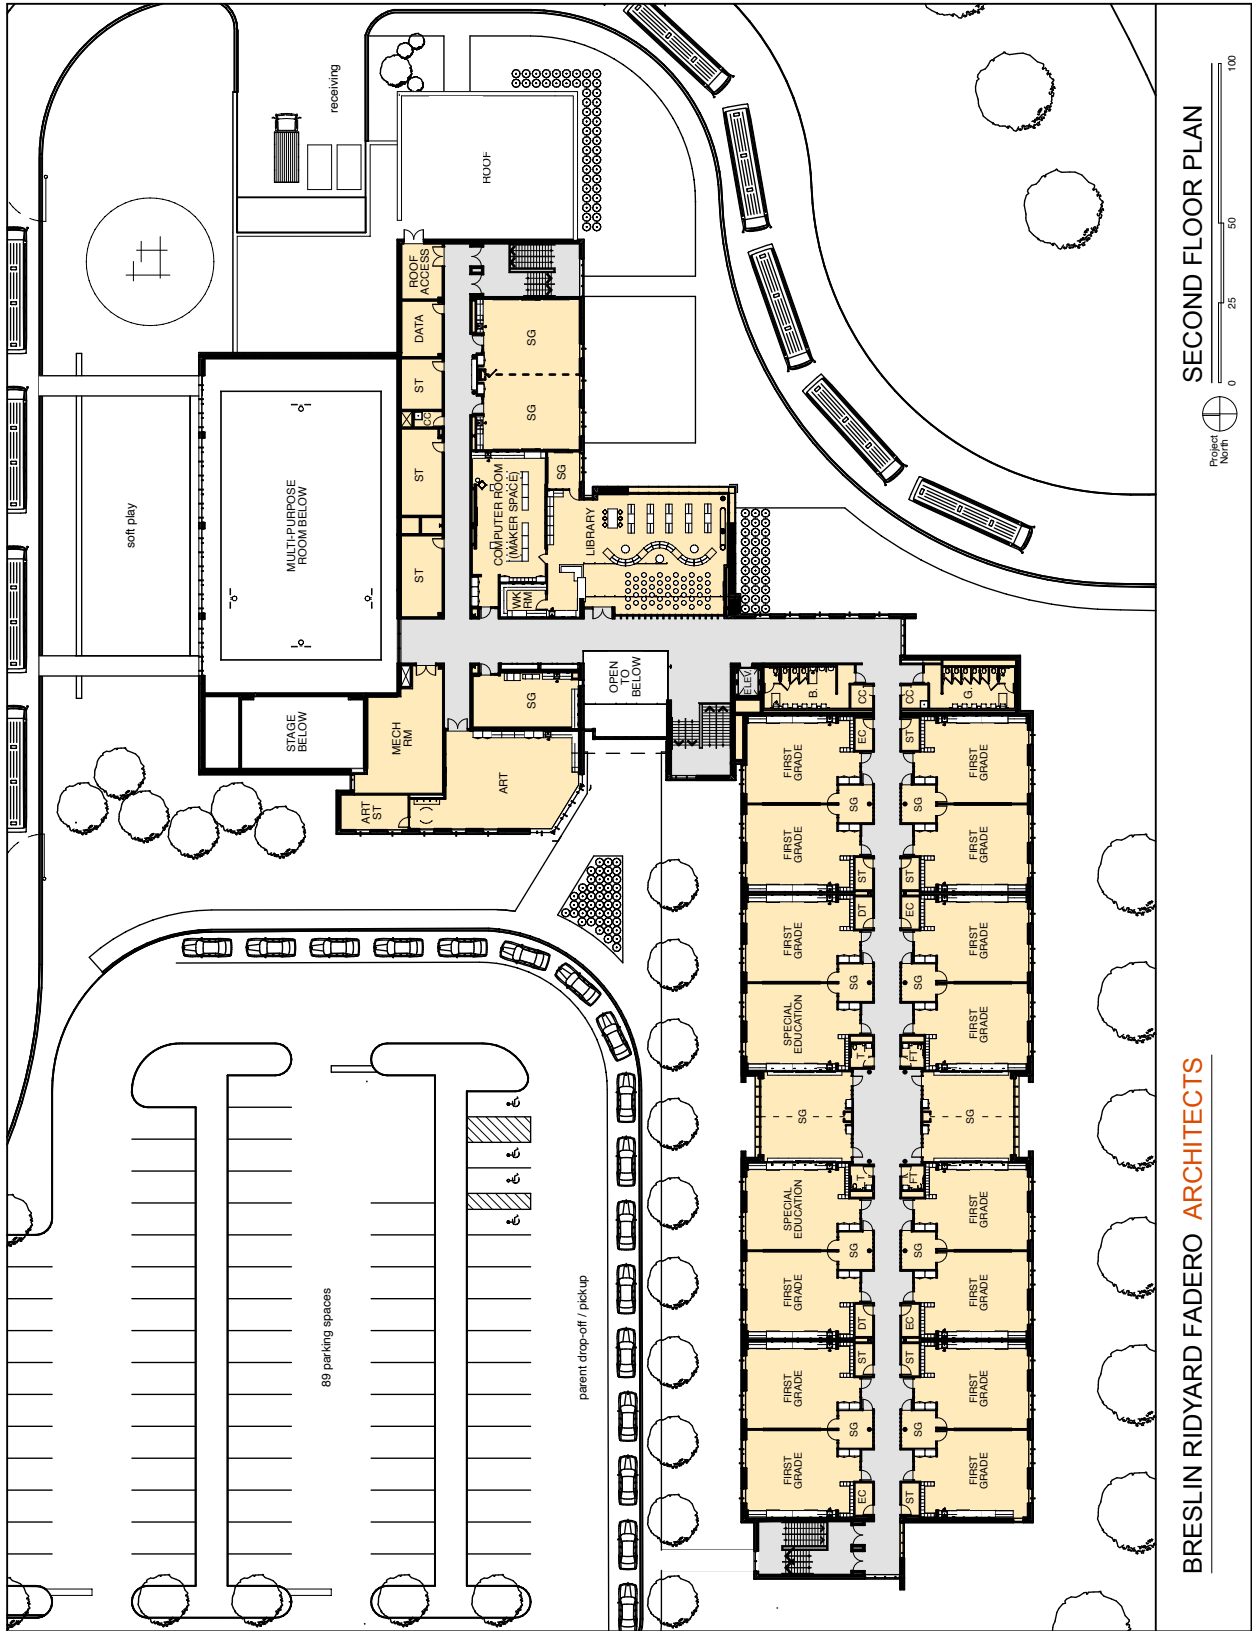 receiving
ROOF
soft play
MULTI-PURPOSE
ROOM BELOW
STAGE
BELOW
ROOF
ACCESS
DATA
ST
CC
ST
ST
MECH
RM
ART
ST
ART
SG
SG
SG
COMPUTER ROOM
(MAKER SPACE)
SG
LIBRARY
WK
RM
SG
OPEN
TO
BELOW
ELEV.
B.
CC
CC
G.
FIRST
GRADE
EC
ST
FIRST
GRADE
SG
SG
FIRST
GRADE
ST
ST
FIRST
GRADE
FIRST
GRADE
DT
EC
FIRST
GRADE
SG
SG
SPECIAL
EDUCATION
T.
FT
FIRST
GRADE
SG
SG
SPECIAL
EDUCATION
T.
FT
FIRST
GRADE
SG
SG
FIRST
GRADE
DT
EC
FIRST
GRADE
FIRST
GRADE
ST
ST
FIRST
GRADE
SG
SG
FIRST
GRADE
EC
ST
FIRST
GRADE
89 parking spaces
parent drop-off / pickup
BRESLIN RIDYARD FADERO ARCHITECTS
Project
North
SECOND FLOOR PLAN
0 25 50 100